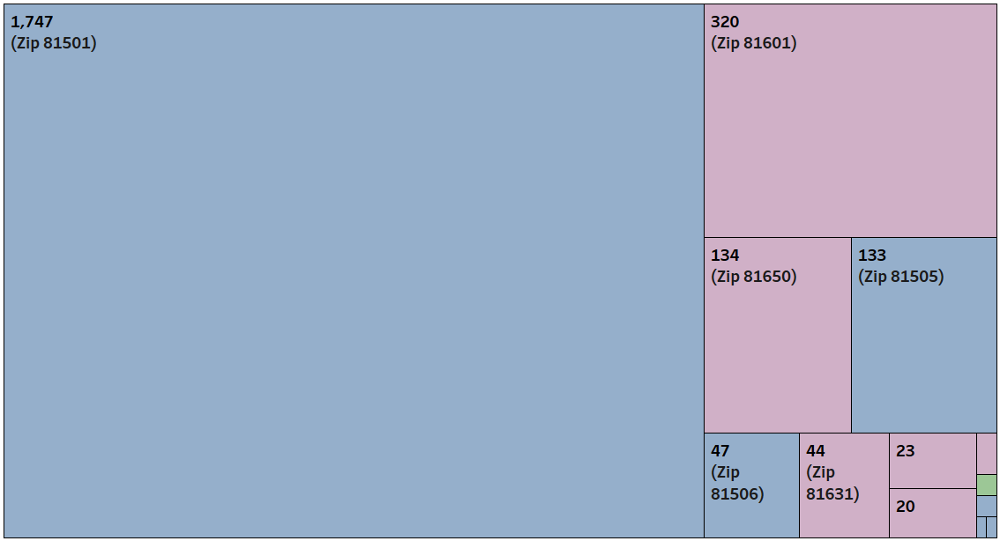 1,747
(Zip 81501)
320
(Zip 81601)
134
(Zip 81650)
133
(Zip 81505)
47
(Zip
81506)
44
(Zip
81631)
23
20